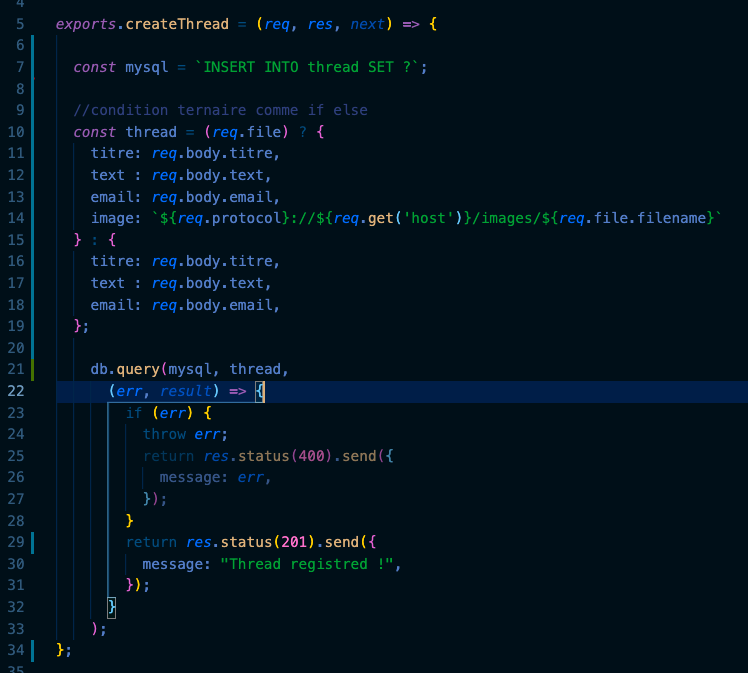 4
5 exports.createThread = (req, res, next) => {
6
7 const mysql = `INSERT INTO thread SET ?`;
8
9 //condition ternaire comme if else
10 const thread = (req.file) ? {
11 titre: req.body.titre,
12 text : req.body.text,
13 email: req.body.email,
14 image: `${req.protocol}://${req.get('host')}/images/${req.file.filename}`
15 } : {
16 titre: req.body.titre,
17 text : req.body.text,
18 email: req.body.email,
19 };
20
21 db.query(mysql, thread,
22 (err, result) => {
23 if (err) {
24 throw err;
25 return res.status(400).send({
26 message: err,
27 });
28 }
29 return res.status(201).send({
30 message: "Thread registred !",
31 });
32 }
33 );
34 };
35